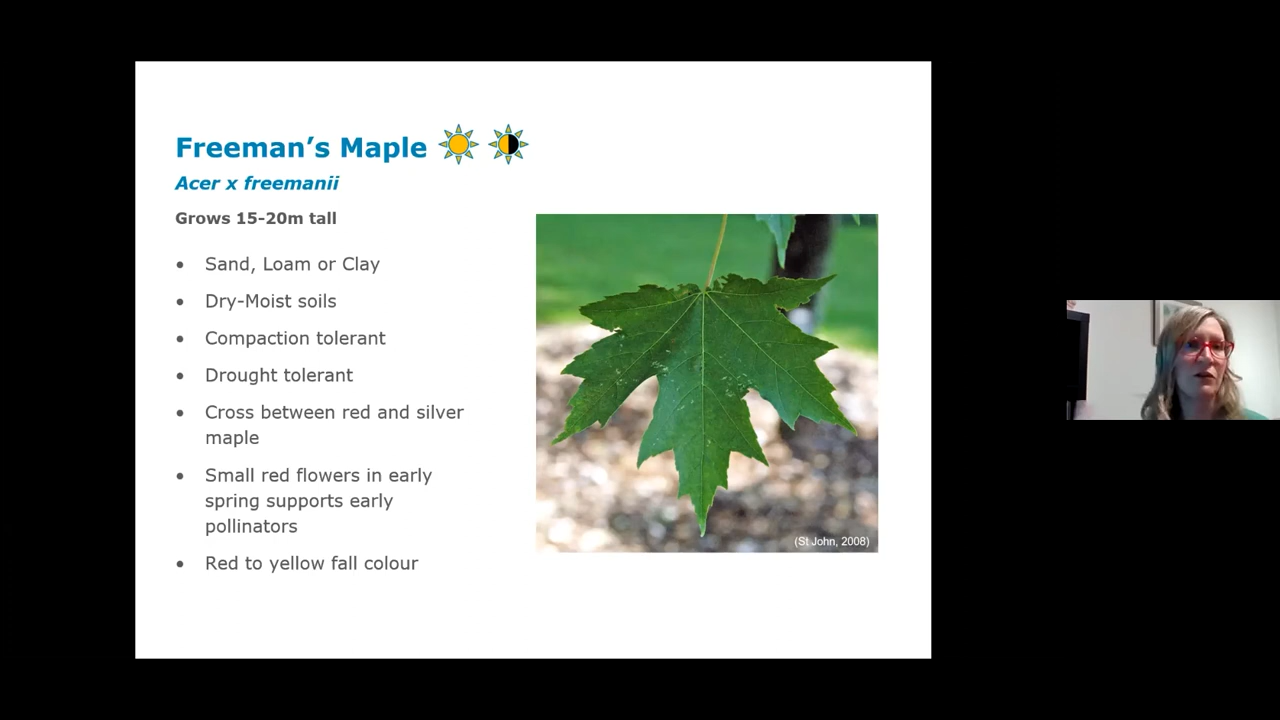 Freeman’s Maple
Acer x freemanii
Grows 15-20m tall
• Sand, Loam or Clay
• Dry-Moist soils
• Compaction tolerant
• Drought tolerant
• Cross between red and silver
maple
• Small red flowers in early
spring supports early
pollinators
• Red to yellow fall colour
(St John, 2008)